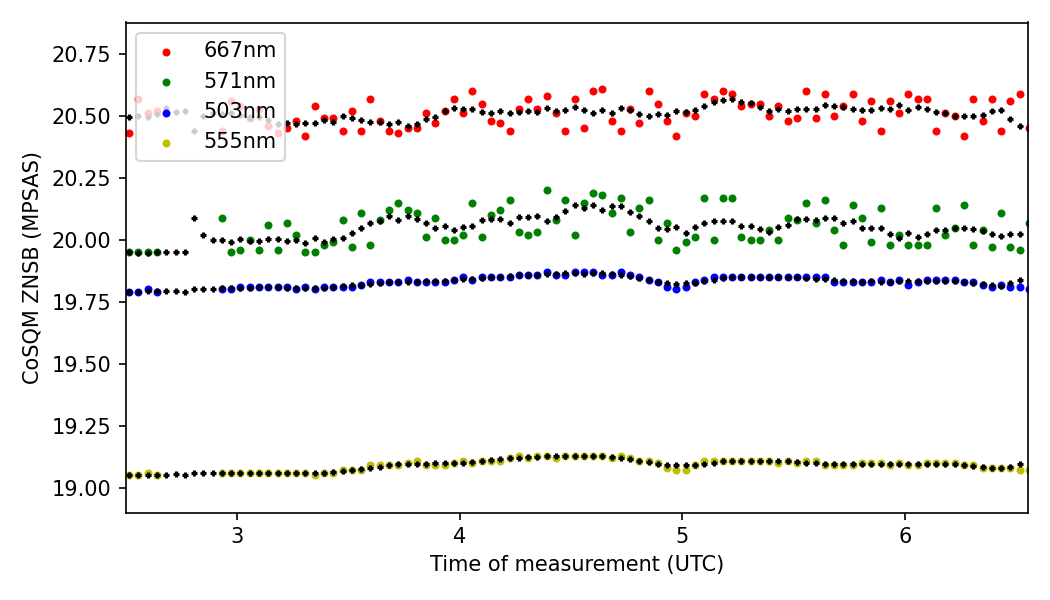 20.75
20.50
20.25
20.00
19.75
19.50
19.25
19.00
CoSQM ZNSB (MPSAS)
667nm
571nm
503nm
555nm
3
4
5
6
Time of measurement (UTC)